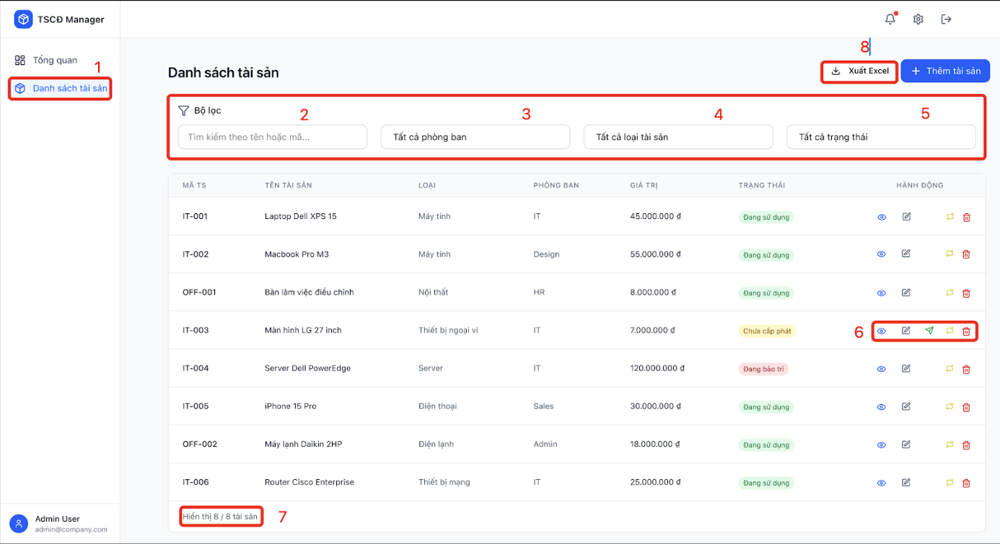 TSCĐ Manager
8
Tổng quan
1
Danh sách tài sản
Danh sách tài sản
Xuất Excel
+ Thêm tài sản
Bộ lọc
2 3 4 5
Tìm kiếm theo tên hoặc mã... Tất cả phòng ban Tất cả loại tài sản Tất cả trạng thái
MÃ TS TÊN TÀI SẢN LOẠI PHÒNG BAN GIÁ TRỊ TRẠNG THÁI HÀNH ĐỘNG
IT-001 Laptop Dell XPS 15 Máy tính IT 45.000.000 ₫ Đang sử dụng
IT-002 Macbook Pro M3 Máy tính Design 55.000.000 ₫ Đang sử dụng
OFF-001 Bàn làm việc điều chỉnh Nội thất HR 8.000.000 ₫ Đang sử dụng
IT-003 Màn hình LG 27 inch Thiết bị ngoại vi IT 7.000.000 ₫ Chưa cấp phát 6
IT-004 Server Dell PowerEdge Server IT 120.000.000 ₫ Đang bảo trì
IT-005 iPhone 15 Pro Điện thoại Sales 30.000.000 ₫ Đang sử dụng
OFF-002 Máy lạnh Daikin 2HP Điện lạnh Admin 18.000.000 ₫ Đang sử dụng
IT-006 Router Cisco Enterprise Thiết bị mạng IT 25.000.000 ₫ Đang sử dụng
Hiển thị 8 / 8 tài sản 7
Admin User
admin@company.com